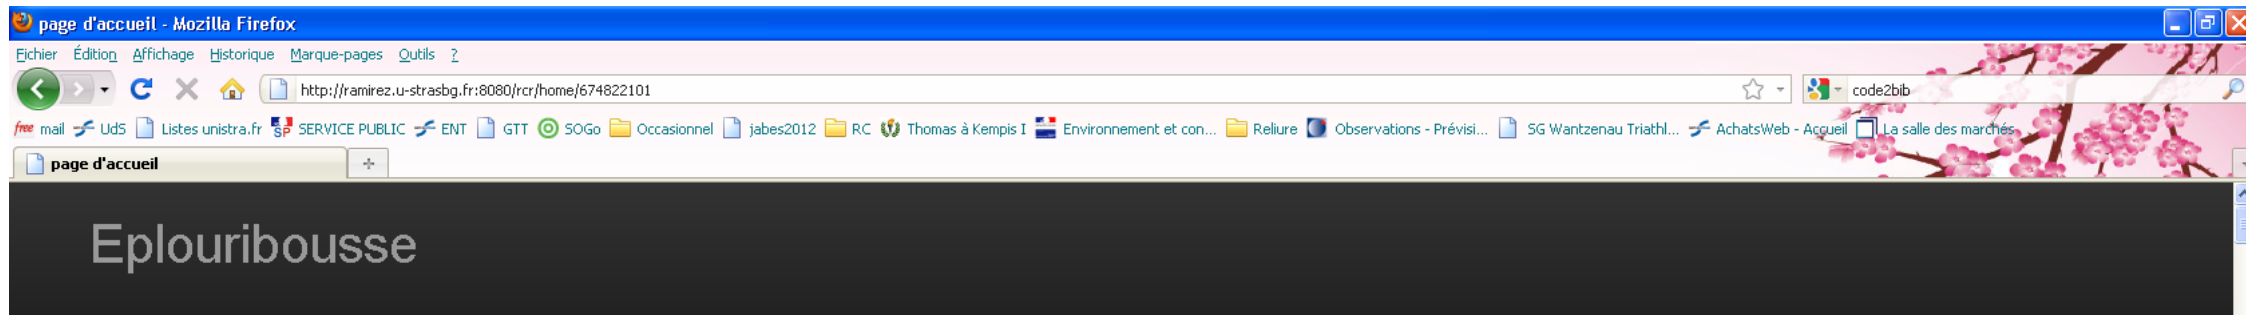 page d'accueil - Mozilla Firefox
Fichier Édition Affichage Historique Marque-pages Outils ?
http://ramirez.u-strasbg.fr:8080/rcr/home/674822101 code2bib
free mail UdS Listes unistra.fr SP SERVICE PUBLIC ENT GTT SOGo Occasionnel jabes2012 RC Thomas à Kempis I Environnement et con... Reliure Observations - Prévisi... SG Wantzenau Triathl... AchatsWeb - Accueil La salle des marchés
page d'accueil
Eplouribousse